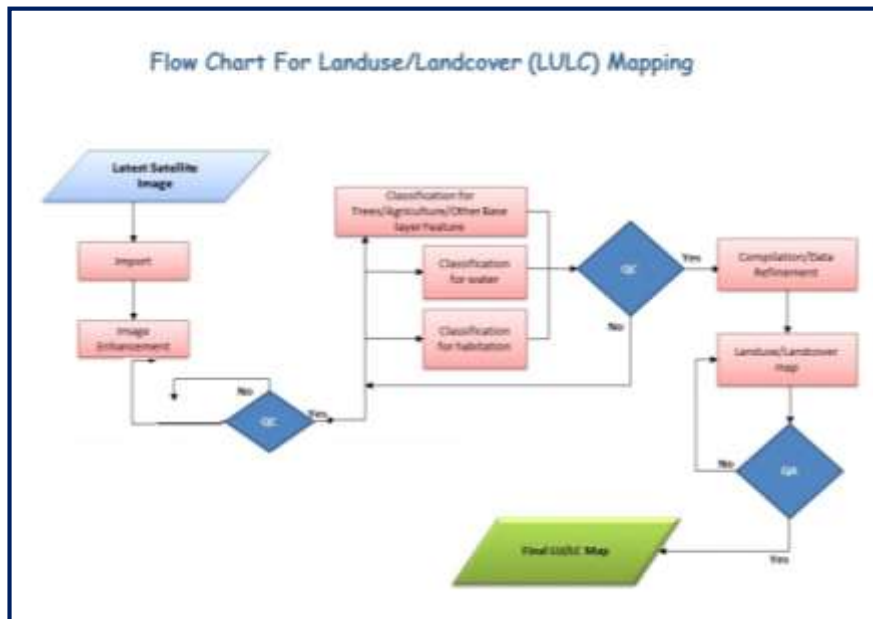 Flow Chart For Landuse/Landcover (LULC) Mapping
Latest Satellite
Image
Import
Image
Enhancement
No
QC
Yes
Classification for
Trees/Agriculture/Other Base
layer Feature
Classification
for water
Classification
for habitation
QC
Yes
No
Compilation/Data
Refinement
Landuse/Landcover
map
No
QA
Yes
Final LU/LC Map